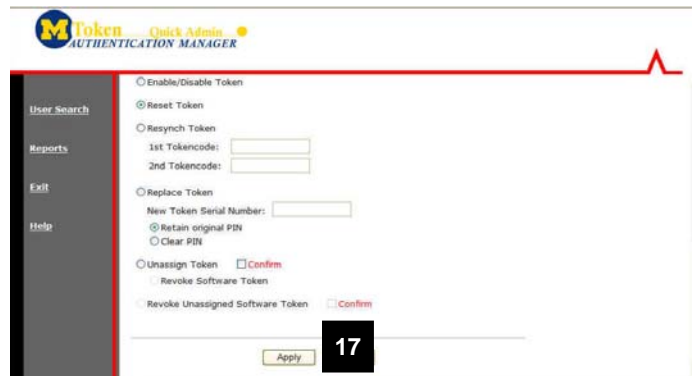 M Token Quick Admin
AUTHENTICATION MANAGER
User Search
Reports
Exit
Help
Enable/Disable Token
Reset Token
Resynch Token
1st Tokencode:
2nd Tokencode:
Replace Token
New Token Serial Number:
Retain original PIN
Clear PIN
Unassign Token Confirm
Revoke Software Token
Revoke Unassigned Software Token Confirm
Apply
17